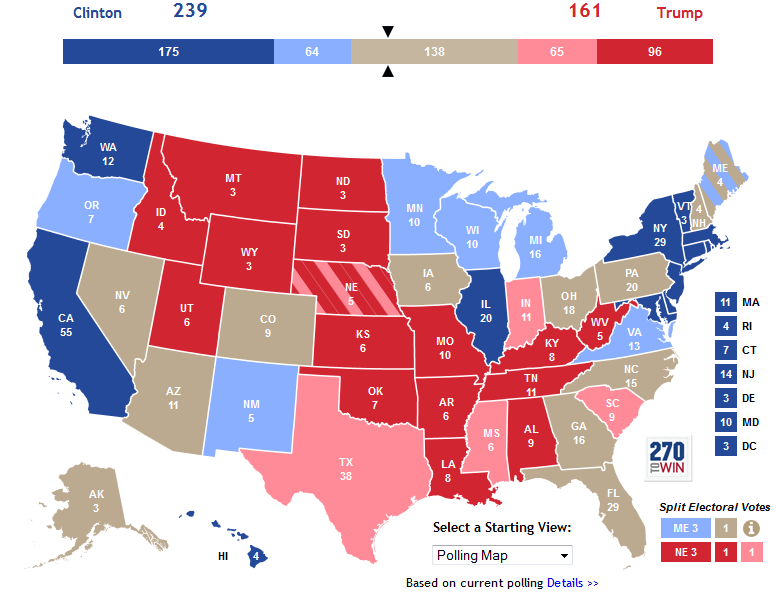 Clinton 239 161 Trump
175 64 138 65 96
WA
12
OR
7
CA
55
NV
6
ID
4
MT
3
WY
3
UT
6
AZ
11
CO
9
NM
5
ND
3
SD
3
NE
5
KS
6
OK
7
TX
38
MN
10
IA
6
MO
10
AR
6
LA
8
WI
10
IL
20
MI
16
IN
11
OH
18
KY
8
TN
11
MS
6
AL
9
GA
16
FL
29
SC
9
NC
15
VA
13
WV
5
PA
20
NY
29
VT
3
4
NH
ME
4
AK
3
HI 4
11 MA
4 RI
7 CT
14 NJ
3 DE
10 MD
3 DC
270
TO WIN
Split Electoral Votes
ME 3 1 i
NE 3 1 1
Select a Starting View:
Polling Map
Based on current polling Details >>